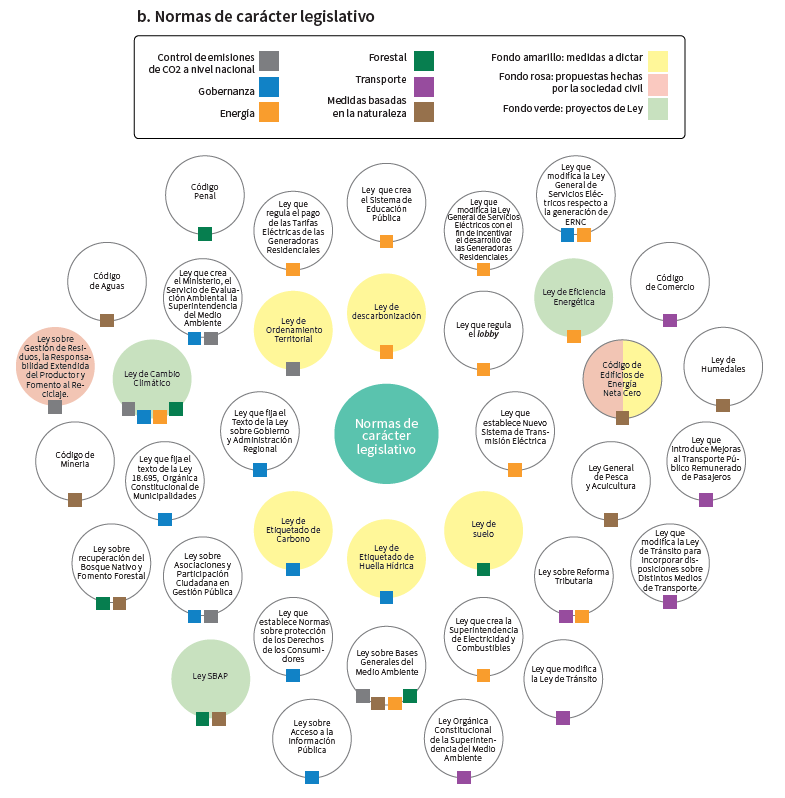 b. Normas de carácter legislativo
Control de emisiones
de CO2 a nivel nacional
Gobernanza
Energía
Forestal
Transporte
Medidas basadas
en la naturaleza
Fondo amarillo: medidas a dictar
Fondo rosa: propuestas hechas
por la sociedad civil
Fondo verde: proyectos de Ley
Código
Penal
Ley que
regula el pago
de las Tarifas
Eléctricas de las
Generadoras
Residenciales
Ley que crea
el Sistema de
Educación
Pública
Ley que
modifica la Ley
General de Servicios
Eléctricos con el
fin de incentivar
el desarrollo de
las Generadoras
Residenciales
Ley que
modifica la Ley
General de
Servicios Eléc-
tricos respecto a
la generación de
ERNC
Código
de Aguas
Ley que crea
el Ministerio, el
Servicio de Evalua-
ción Ambiental la
Superintendencia
del Medio
Ambiente
Ley de
Ordenamiento
Territorial
Ley de
descarbonización
Ley que regula
el lobby
Ley de Eficiencia
Energética
Código
de Comercio
Ley sobre
Gestión de Resi-
duos, la Responsa-
bilidad Extendida
del Productor y
Fomento al Re-
ciclaje.
Ley de Cambio
Climático
Código de
Edificios de
Energía
Neta Cero
Ley de
Humedales
Ley que fija el
Texto de la Ley
sobre Gobierno
y Administración
Regional
Normas de
carácter
legislativo
Ley que
establece Nuevo
Sistema de Trans-
misión Eléctrica
Código de
Mineria
Ley que fija el
texto de la Ley
18.695, Orgánica
Constitucional de
Municipalidades
Ley General
de Pesca
y Acuicultura
Ley que
introduce Mejoras
al Transporte Pú-
blico Remunerado
de Pasajeros
Ley de
Etiquetado de
Carbono
Ley de
Etiquetado de
Huella Hídrica
Ley de
suelo
Ley sobre
recuperación del
Bosque Nativo y
Fomento Forestal
Ley sobre
Asociaciones y
Participación
Ciudadana en
Gestión Pública
Ley sobre Reforma
Tributaria
Ley que
modifica la Ley
de Tránsito para
incorporar dis-
posiciones sobre
Distintos Medios
de Transporte
Ley que
establece Normas
sobre protección
de los Derechos
de los Consumi-
dores
Ley sobre Bases
Generales del
Medio Ambiente
Ley que crea la
Superintendencia
de Electricidad y
Combustibles
Ley SBAP
Ley que modifica
la Ley de Tránsito
Ley sobre
Acceso a la
Información
Pública
Ley Orgánica
Constitucional
de la Superinten-
dencia del Medio
Ambiente